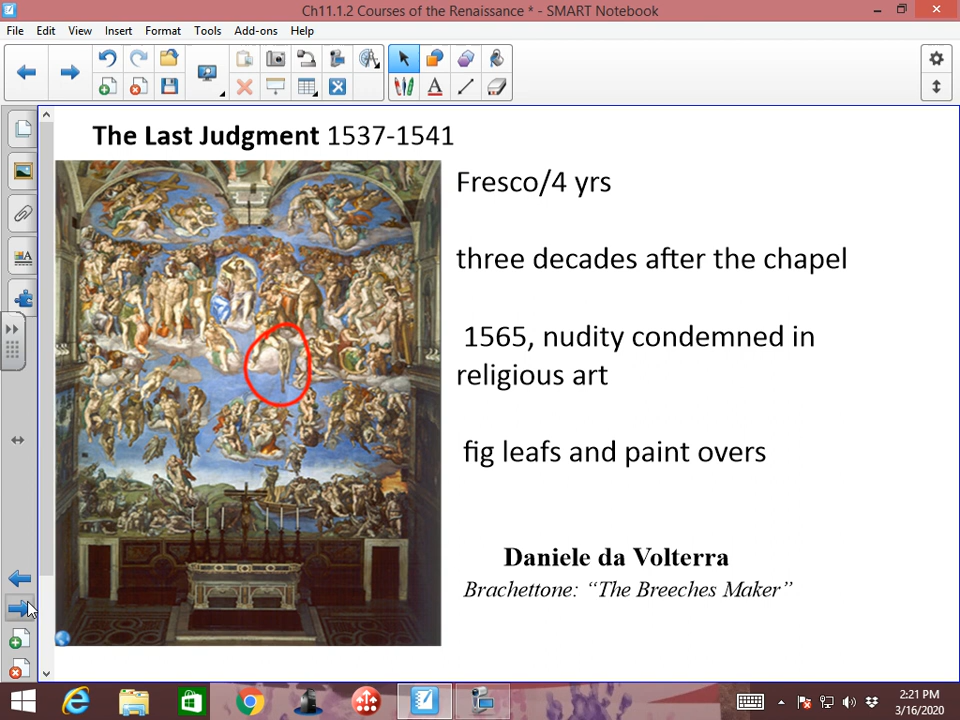 Ch11.1.2 Courses of the Renaissance * - SMART Notebook
File Edit View Insert Format Tools Add-ons Help
The Last Judgment 1537-1541
Fresco/4 yrs
three decades after the chapel
1565, nudity condemned in
religious art
fig leafs and paint overs
Daniele da Volterra
Brachettone: “The Breeches Maker”
2:21 PM
3/16/2020